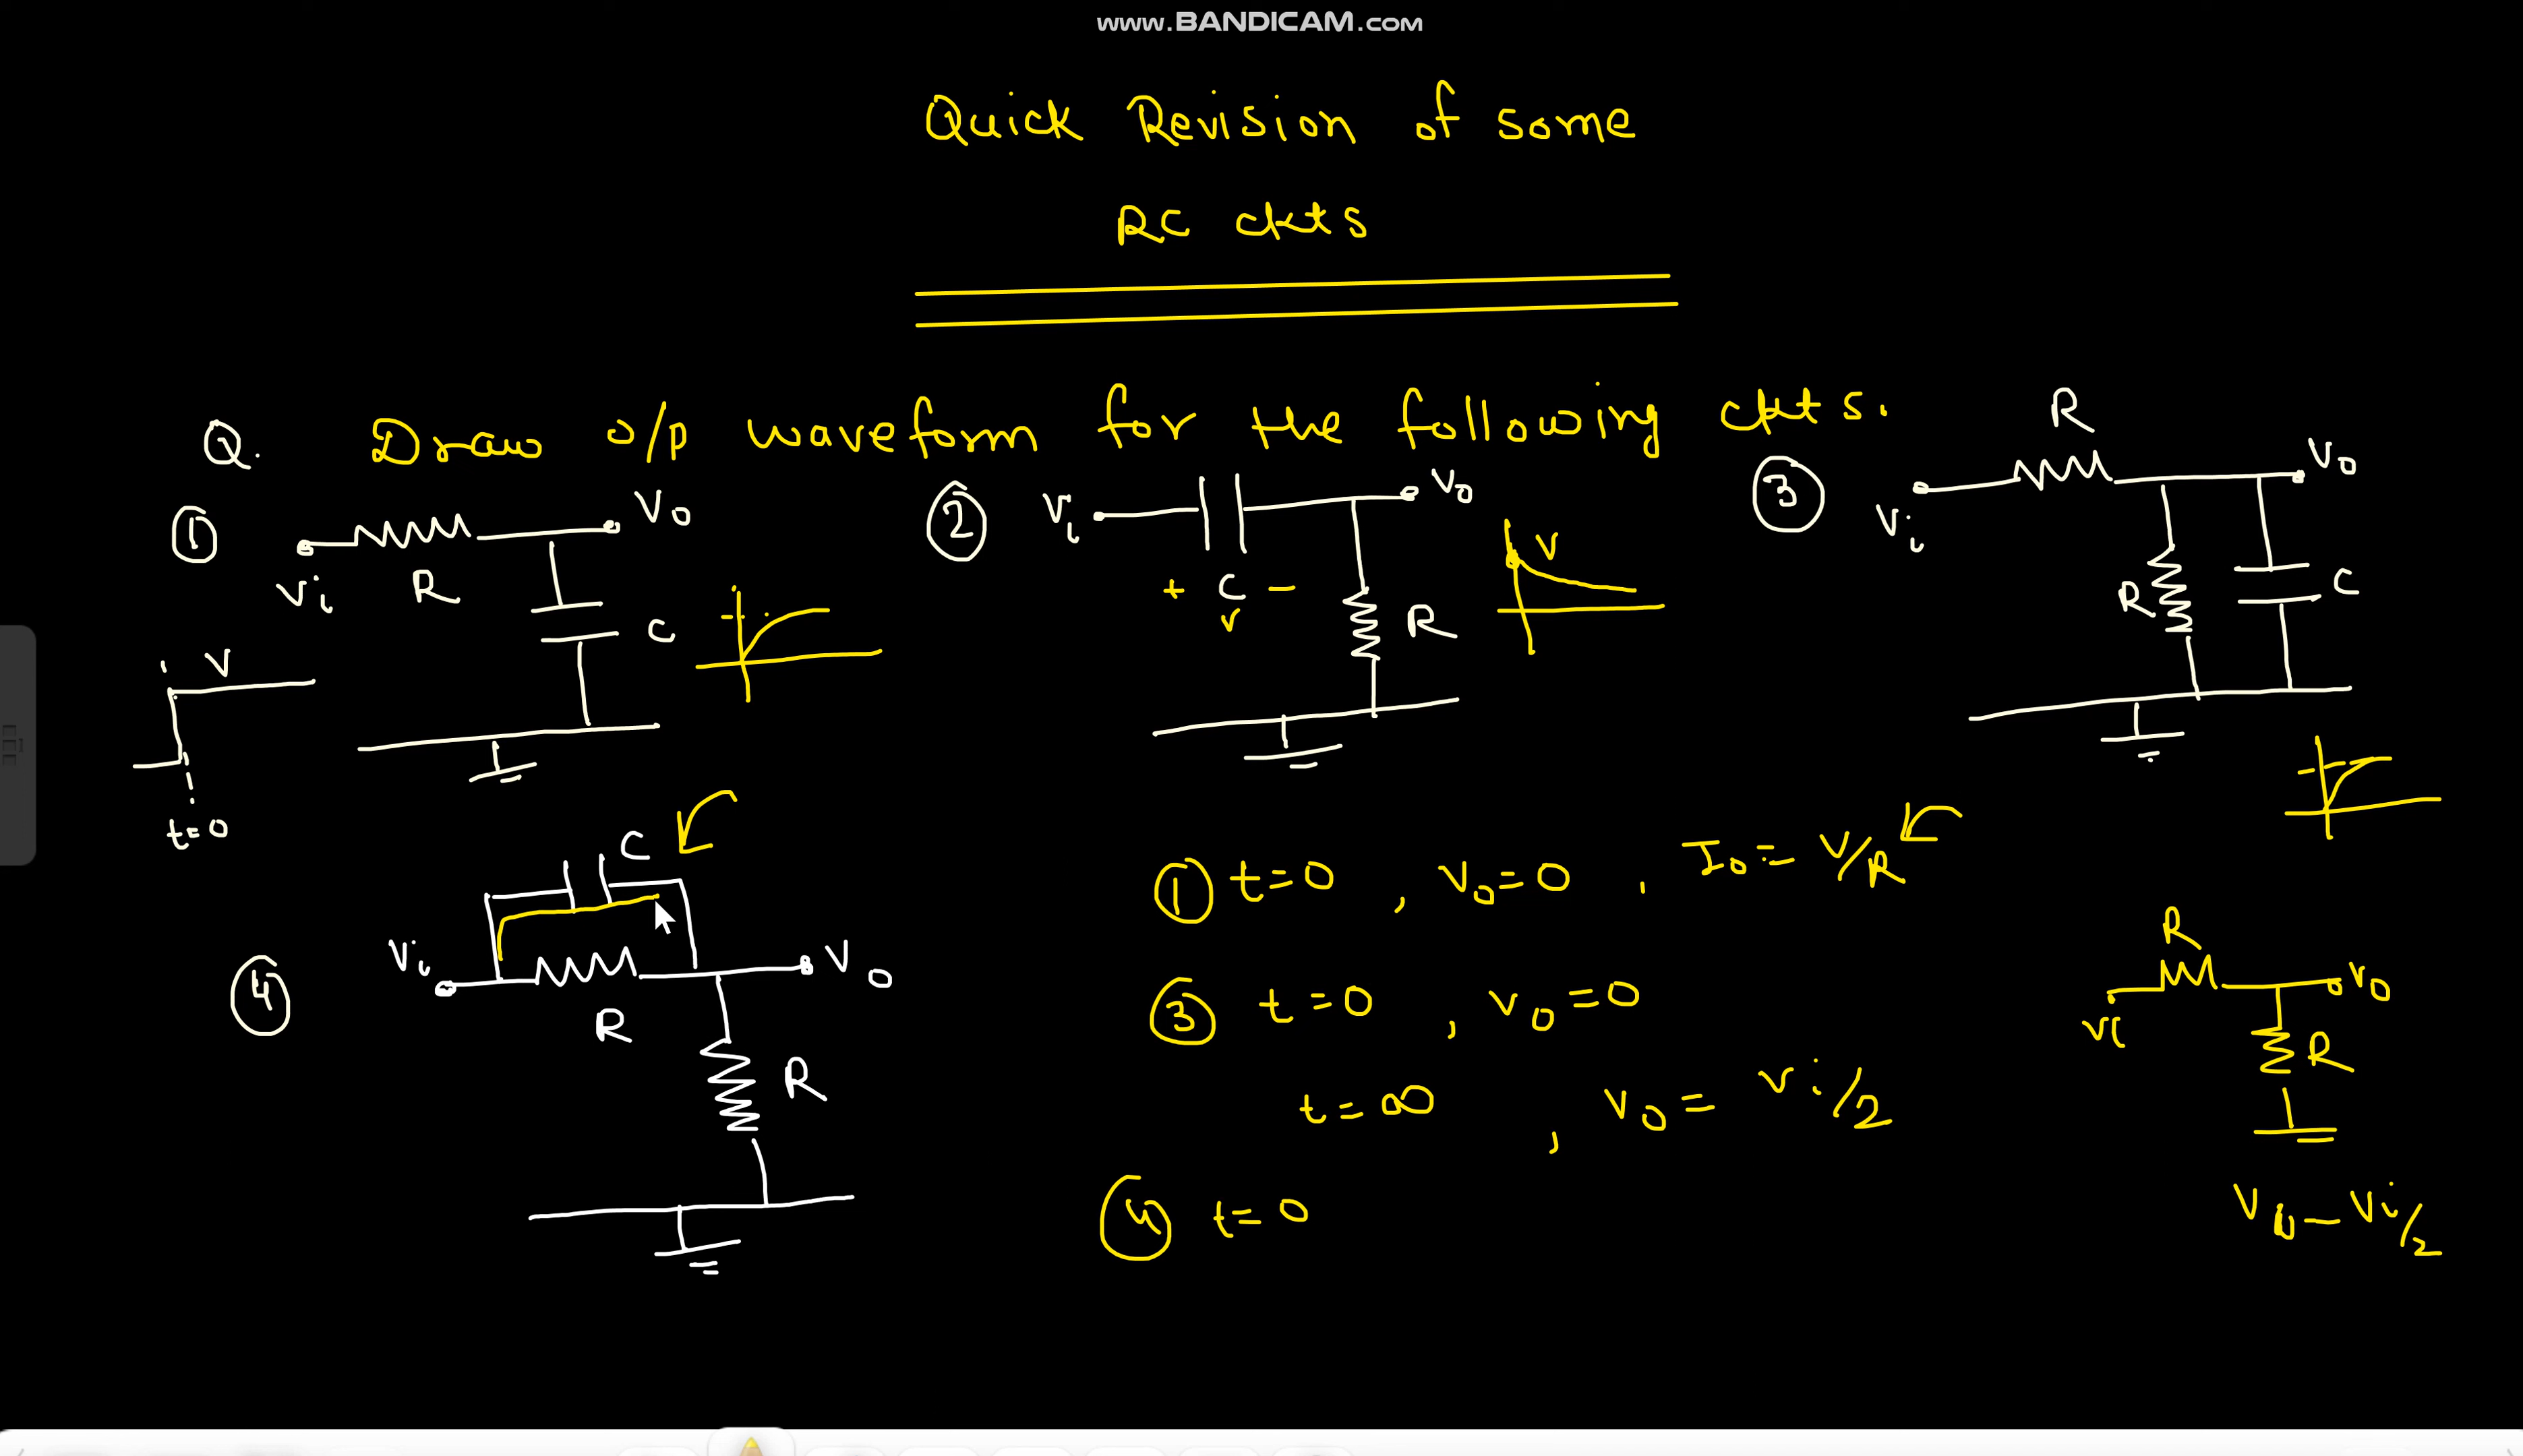 www.BANDICAM.com
Quick Revision of some
RC ckts
Q. Draw o/p waveform for the following ckts.
① Vi R Vo C
V
t=0
② Vi + C - Vo
V
R
V
③ Vi R Vo
R C
④ Vi C Vo
R
R
① t=0 , Vo=0 , Io = V/R
③ t=0 , Vo=0
t=∞ , Vo = Vi/2
④ t=0
R
Vi Vo
R
Vo - Vi/2